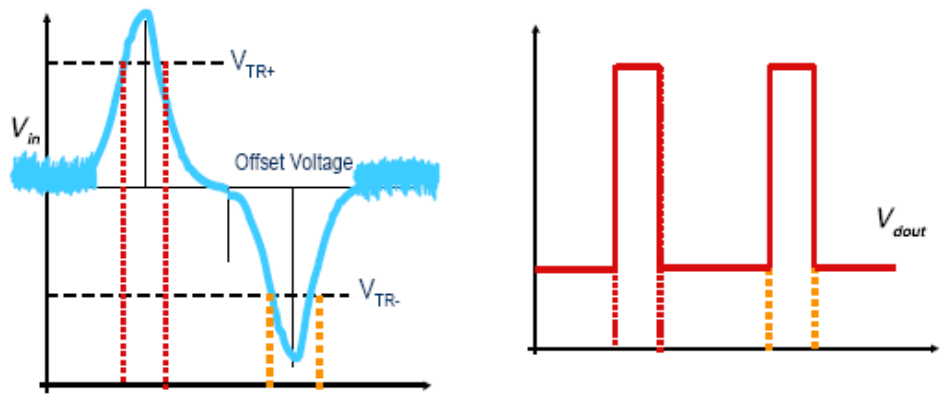 V_TR+
V_in
Offset Voltage
V_TR-
V_dout